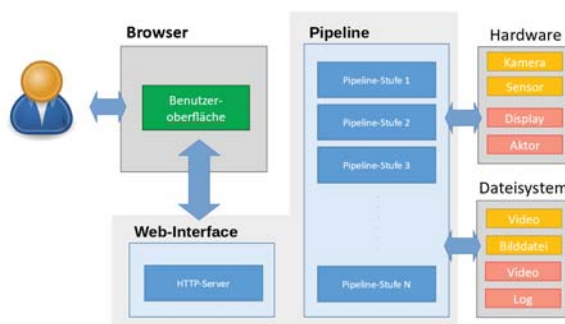 Browser
Benutzer-
oberfläche
Web-Interface
HTTP-Server
Pipeline
Pipeline-Stufe 1
Pipeline-Stufe 2
Pipeline-Stufe 3
Pipeline-Stufe N
Hardware
Kamera
Sensor
Display
Aktor
Dateisystem
Video
Bilddatei
Video
Log